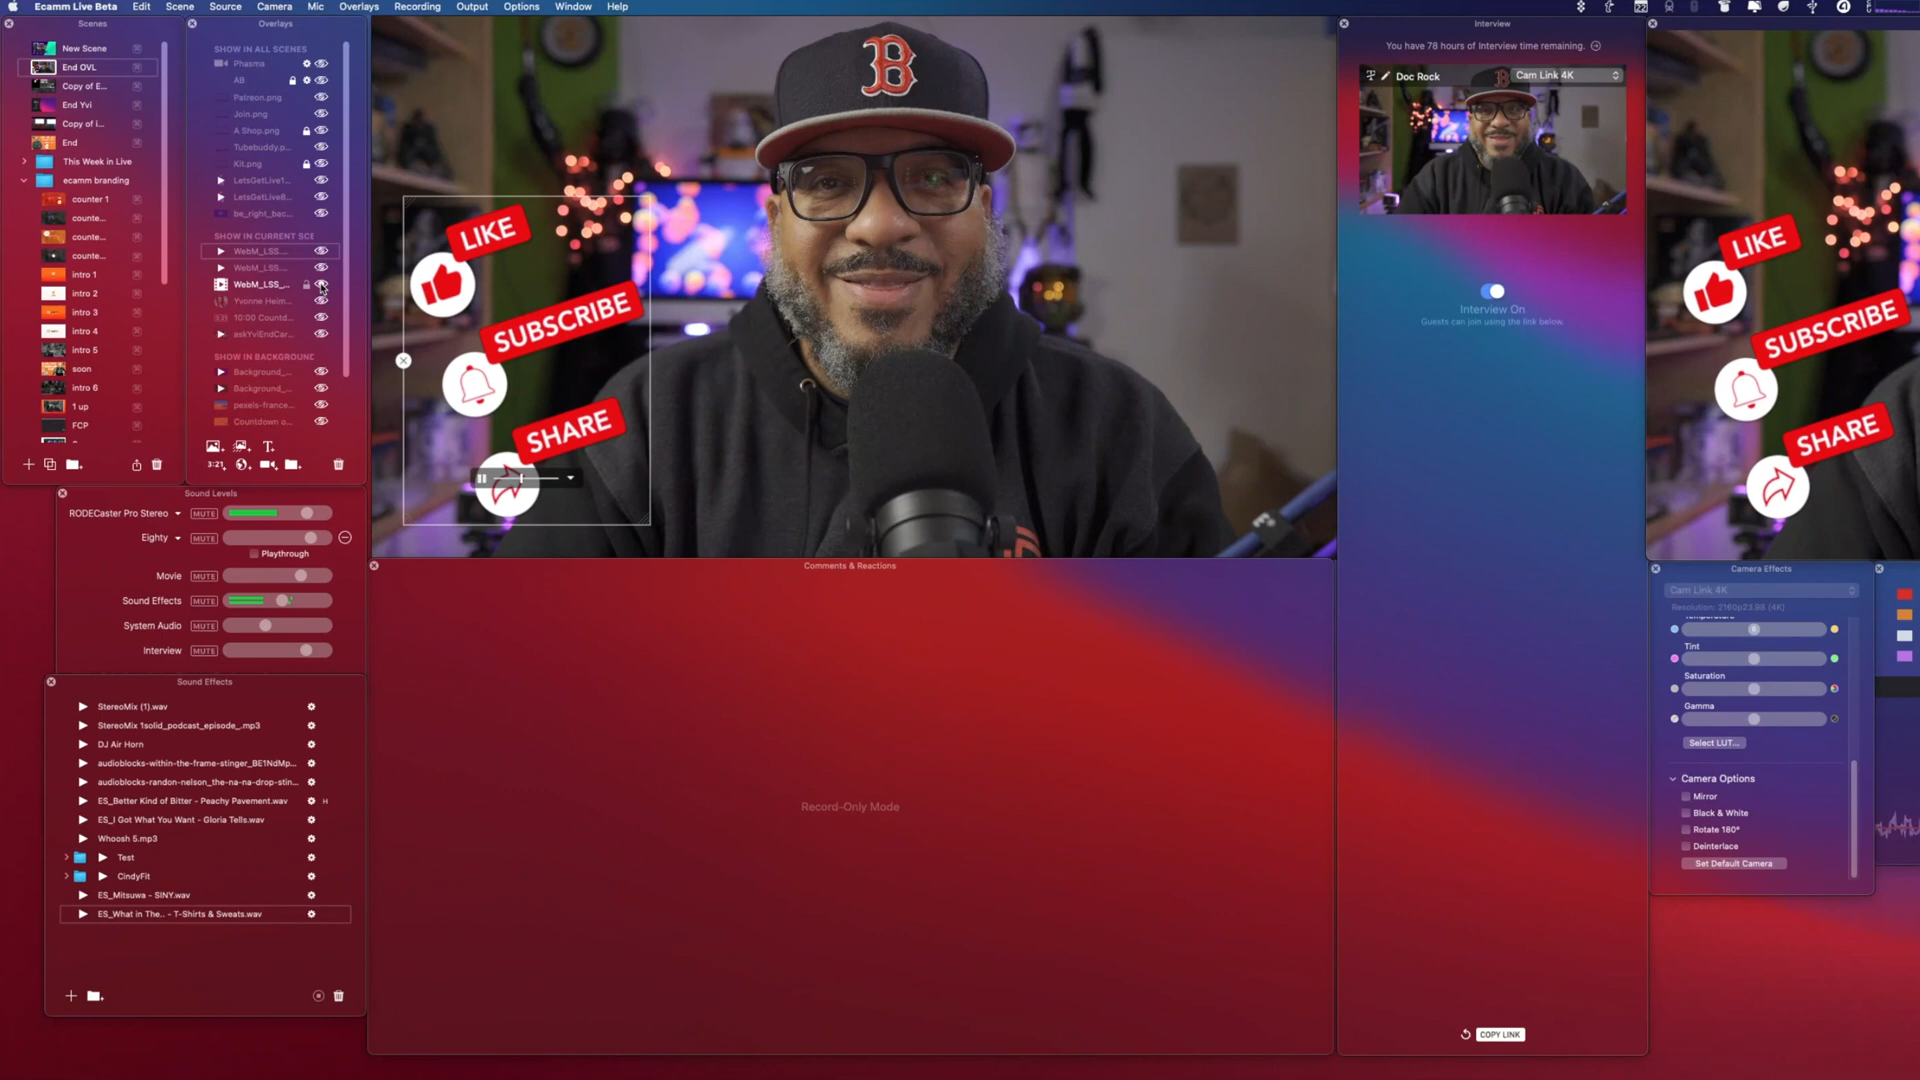 Ecamm Live Beta Edit Scene Source Camera Mic Overlays Recording Output Options Window Help
Scenes
New Scene
End OVL
Copy of E...
End Yvi
Copy of i...
End
This Week in Live
ecamm branding
counter 1
counte...
counte...
counte...
intro 1
intro 2
intro 3
intro 4
intro 5
soon
intro 6
1 up
FCP
Overlays
SHOW IN ALL SCENES
Phasma
AB
Patreon.png
Join.png
A Shop.png
Tubebuddy.p...
Kit.png
LetsGetLive1...
LetsGetLive8...
be_right_bac...
SHOW IN CURRENT SCE
WebM_LSS_...
WebM_LSS_...
WebM_LSS_...
Yvonne Heim...
10:00 Countd...
askYviEndCar...
SHOW IN BACKGROUND
Background_...
Background_...
pexels-france...
Countdown o...
T
3:21
Sound Levels
RODECaster Pro Stereo MUTE
Eighty MUTE
Playthrough
Movie MUTE
Sound Effects MUTE
System Audio MUTE
Interview MUTE
Sound Effects
StereoMix (1).wav
StereoMix 1solid_podcast_episode_.mp3
DJ Air Horn
audioblocks-within-the-frame-stinger_BE1NdMp...
audioblocks-randon-nelson_the-na-na-drop-stin...
ES_Better Kind of Bitter - Peachy Pavement.wav H
ES_I Got What You Want - Gloria Tells.wav
Whoosh 5.mp3
Test
CindyFit
ES_Mitsuwa - SINY.wav
ES_What in The.. - T-Shirts & Sweats.wav
B
LIKE
SUBSCRIBE
SHARE
Comments & Reactions
Record-Only Mode
Interview
You have 78 hours of Interview time remaining.
Doc Rock Cam Link 4K
Interview On
Guests can join using the link below.
COPY LINK
22
LIKE
SUBSCRIBE
SHARE
Camera Effects
Cam Link 4K
Resolution: 2160p23.98 (4K)
Temperature
Tint
Saturation
Gamma
Select LUT...
Camera Options
Mirror
Black & White
Rotate 180°
Deinterlace
Set Default Camera